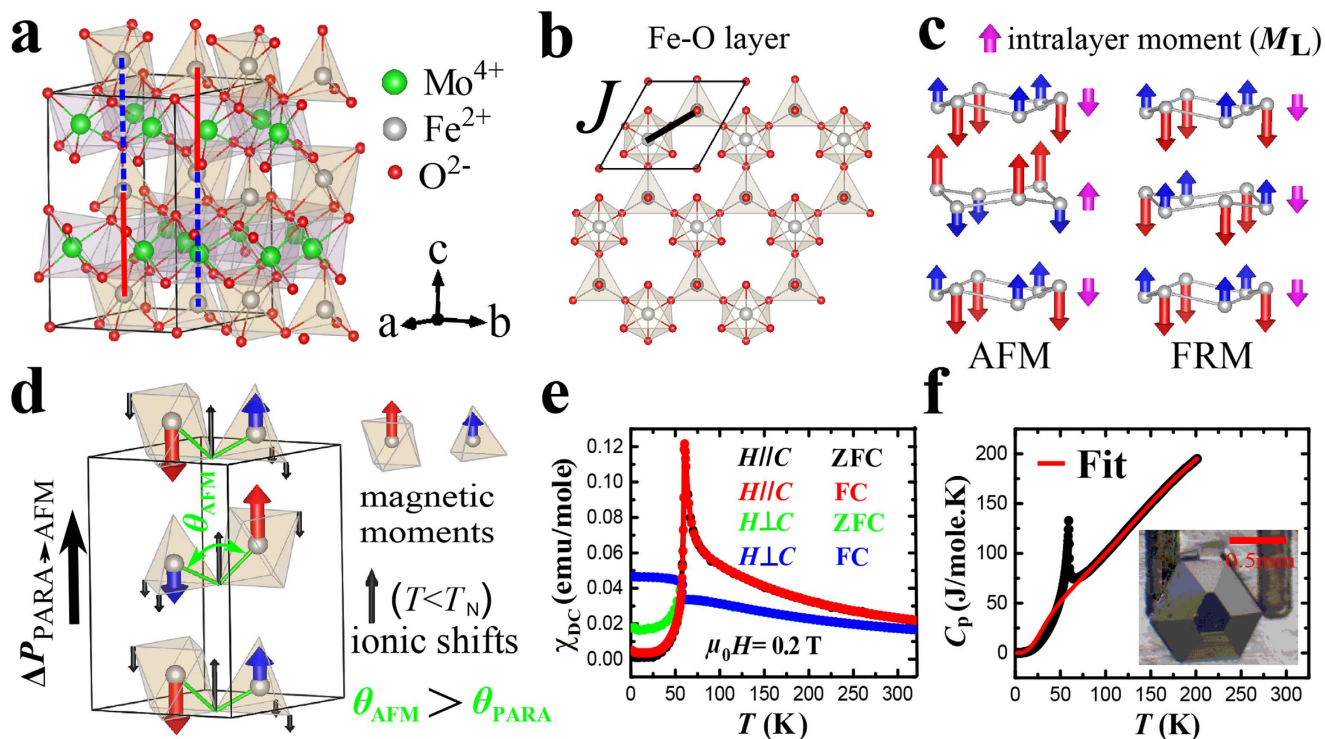 a
Mo4+
Fe2+
O2-
c
a
b
b
Fe-O layer
J
c
intralayer moment (ML)
AFM
FRM
d
ΔPPARA➔AFM
θAFM
magnetic
moments
(T<TN)
ionic shifts
θAFM > θPARA
e
χDC (emu/mole)
0.12
0.10
0.08
0.06
0.04
0.02
0.00
H//C ZFC
H//C FC
H⊥C ZFC
H⊥C FC
μ0H= 0.2 T
0 50 100 150 200 250 300
T (K)
f
Cp (J/mole.K)
200
150
100
50
0
Fit
0.5mm
0 50 100 150 200 250 300
T (K)